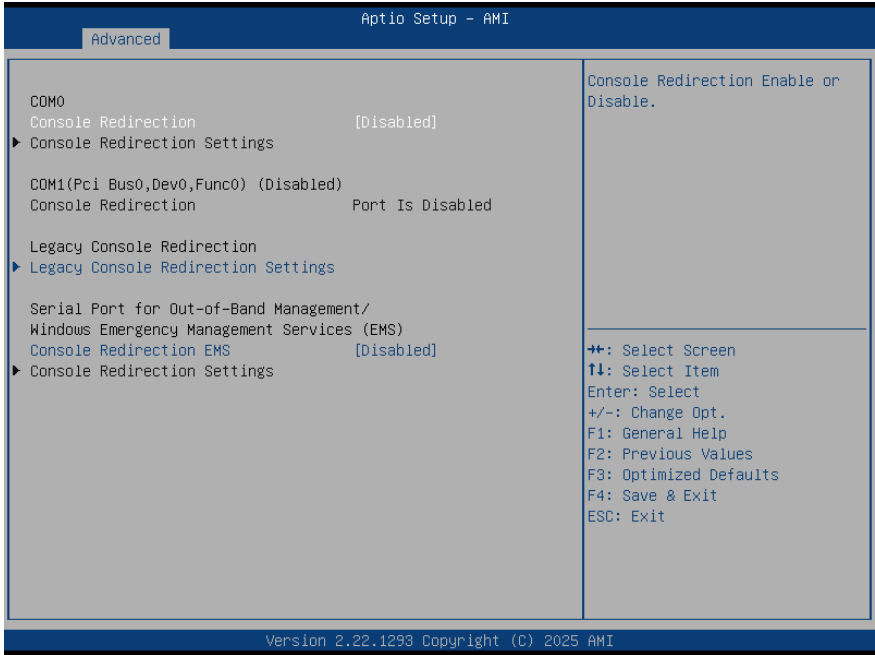 Aptio Setup - AMI
Advanced
COM0
Console Redirection [Disabled]
Console Redirection Settings
COM1(Pci Bus0,Dev0,Func0) (Disabled)
Console Redirection Port Is Disabled
Legacy Console Redirection
Legacy Console Redirection Settings
Serial Port for Out-of-Band Management/
Windows Emergency Management Services (EMS)
Console Redirection EMS [Disabled]
Console Redirection Settings
Console Redirection Enable or
Disable.
→←: Select Screen
↑↓: Select Item
Enter: Select
+/-: Change Opt.
F1: General Help
F2: Previous Values
F3: Optimized Defaults
F4: Save & Exit
ESC: Exit
Version 2.22.1293 Copyright (C) 2025 AMI